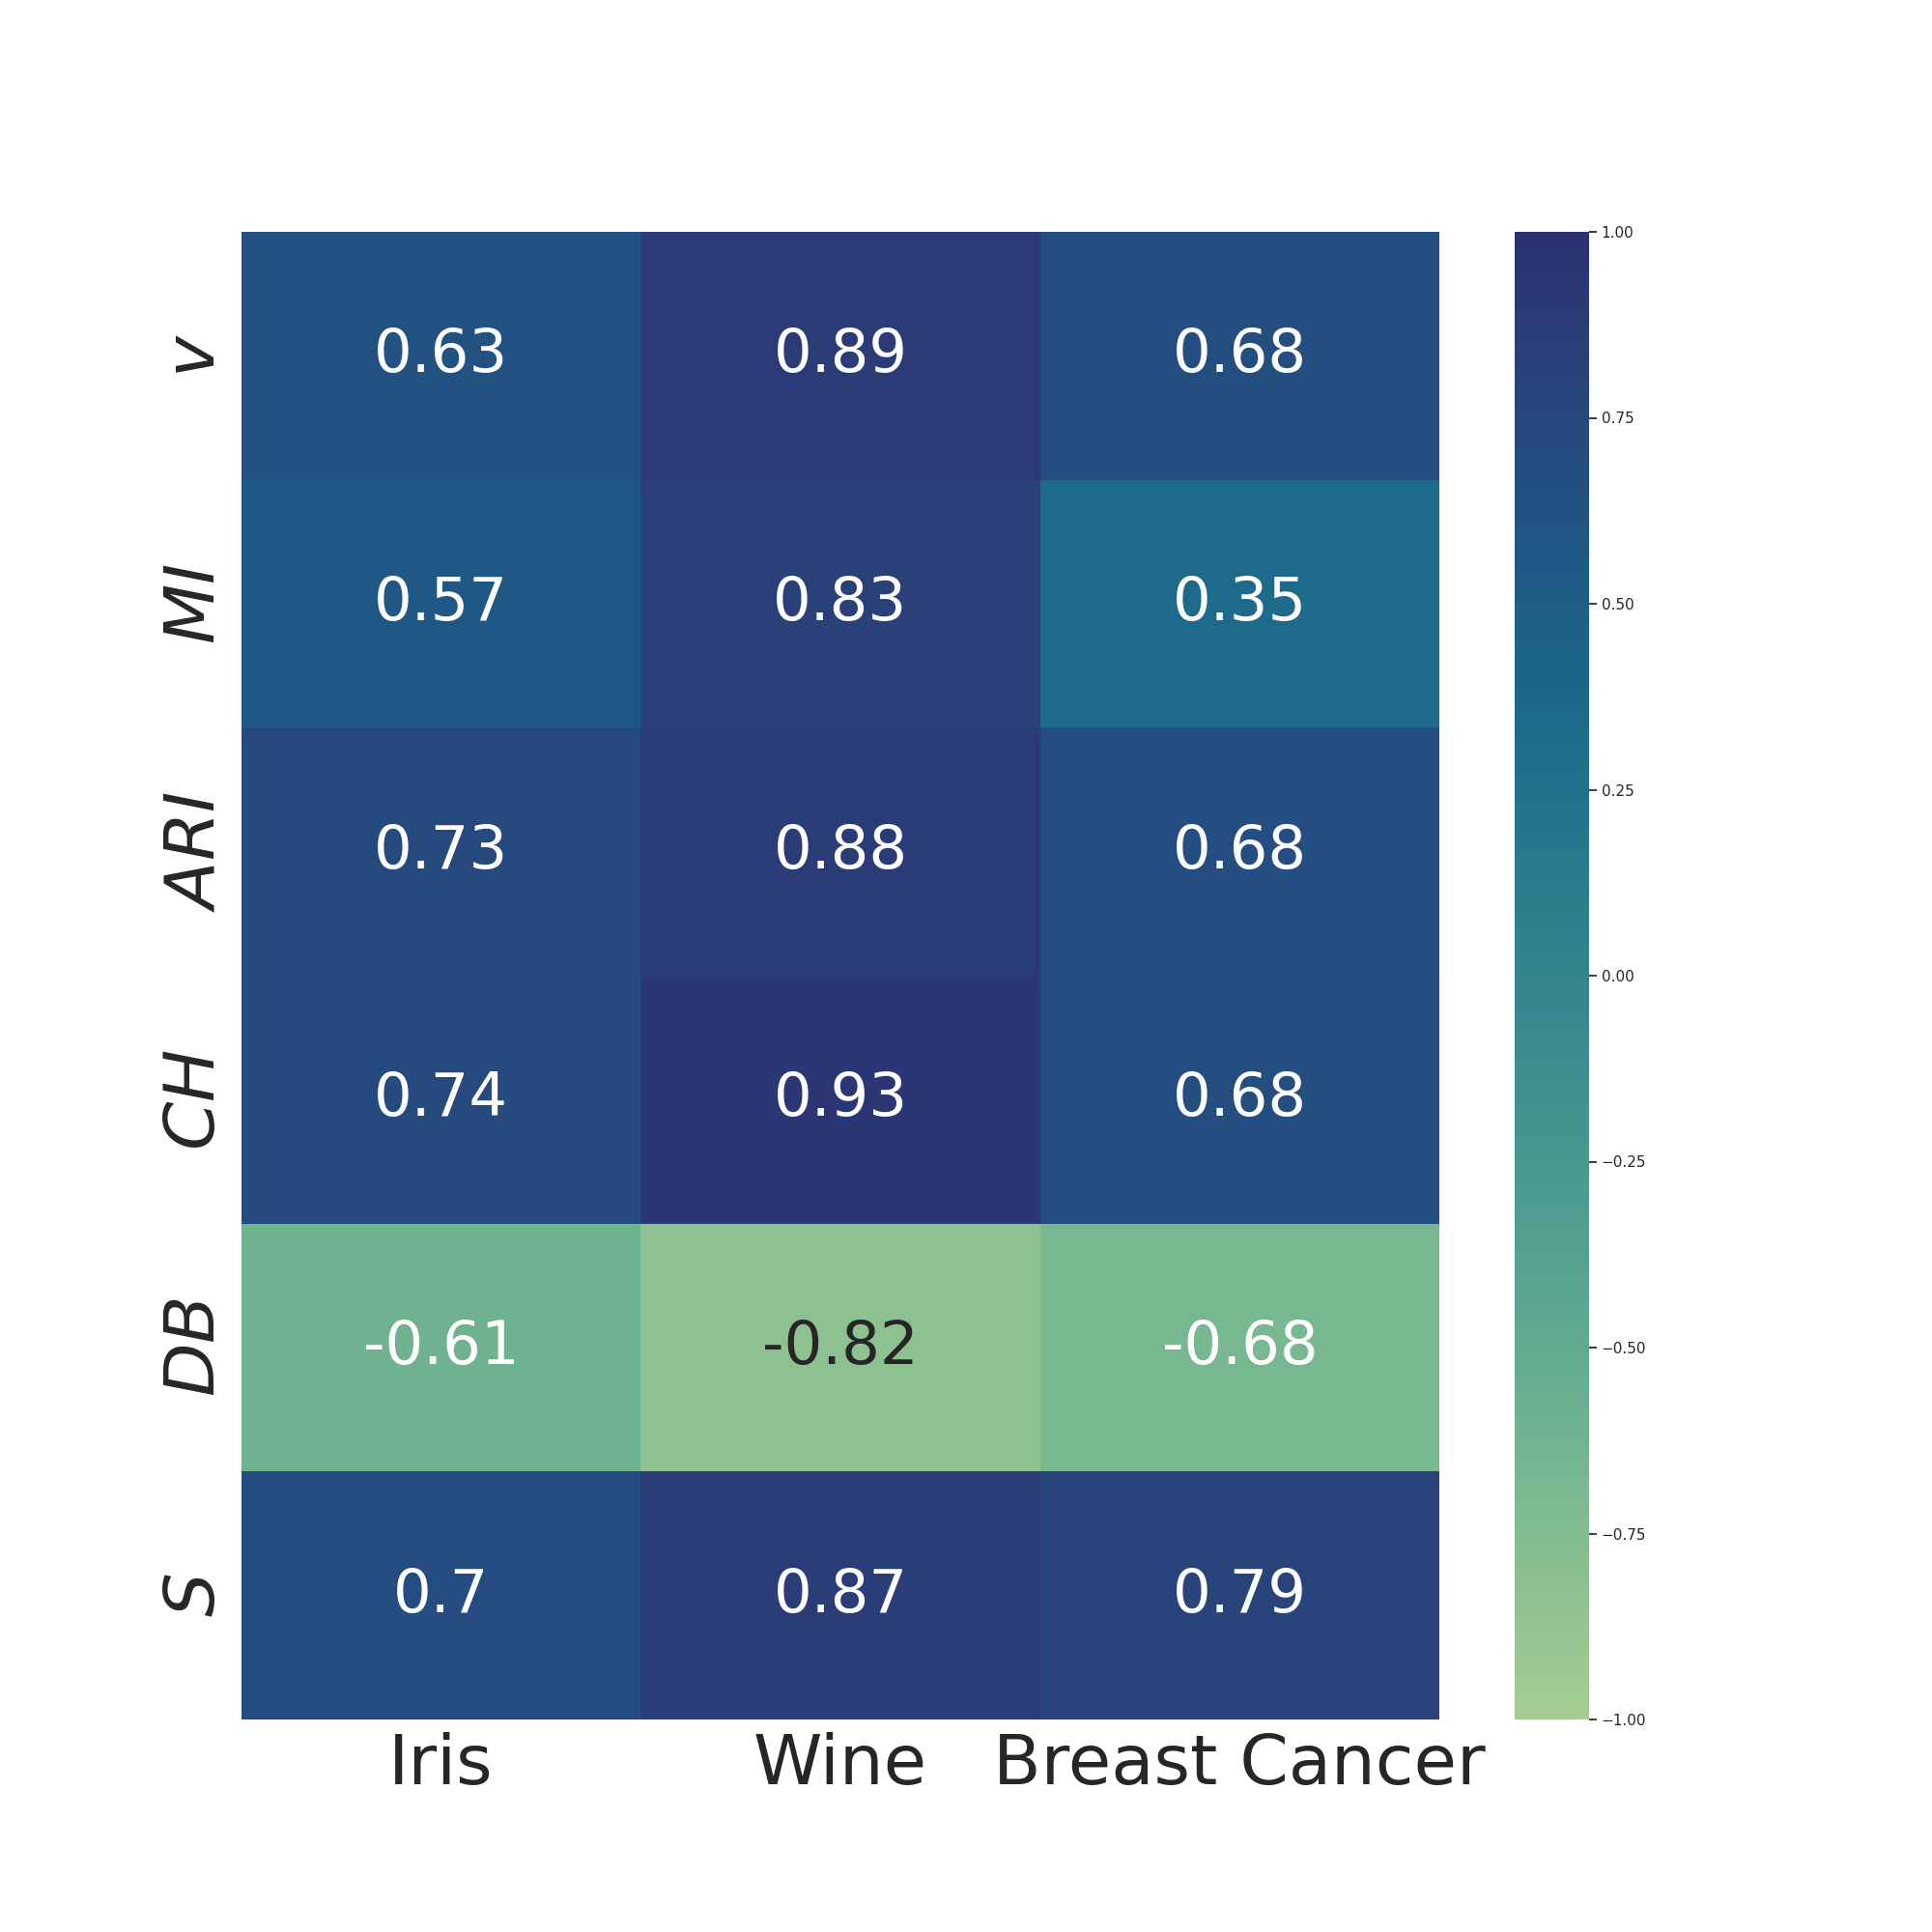 v 0.63 0.89 0.68
MI 0.57 0.83 0.35
ARI 0.73 0.88 0.68
CH 0.74 0.93 0.68
DB -0.61 -0.82 -0.68
S 0.7 0.87 0.79
Iris Wine Breast Cancer
1.00
0.75
0.50
0.25
0.00
−0.25
−0.50
−0.75
−1.00